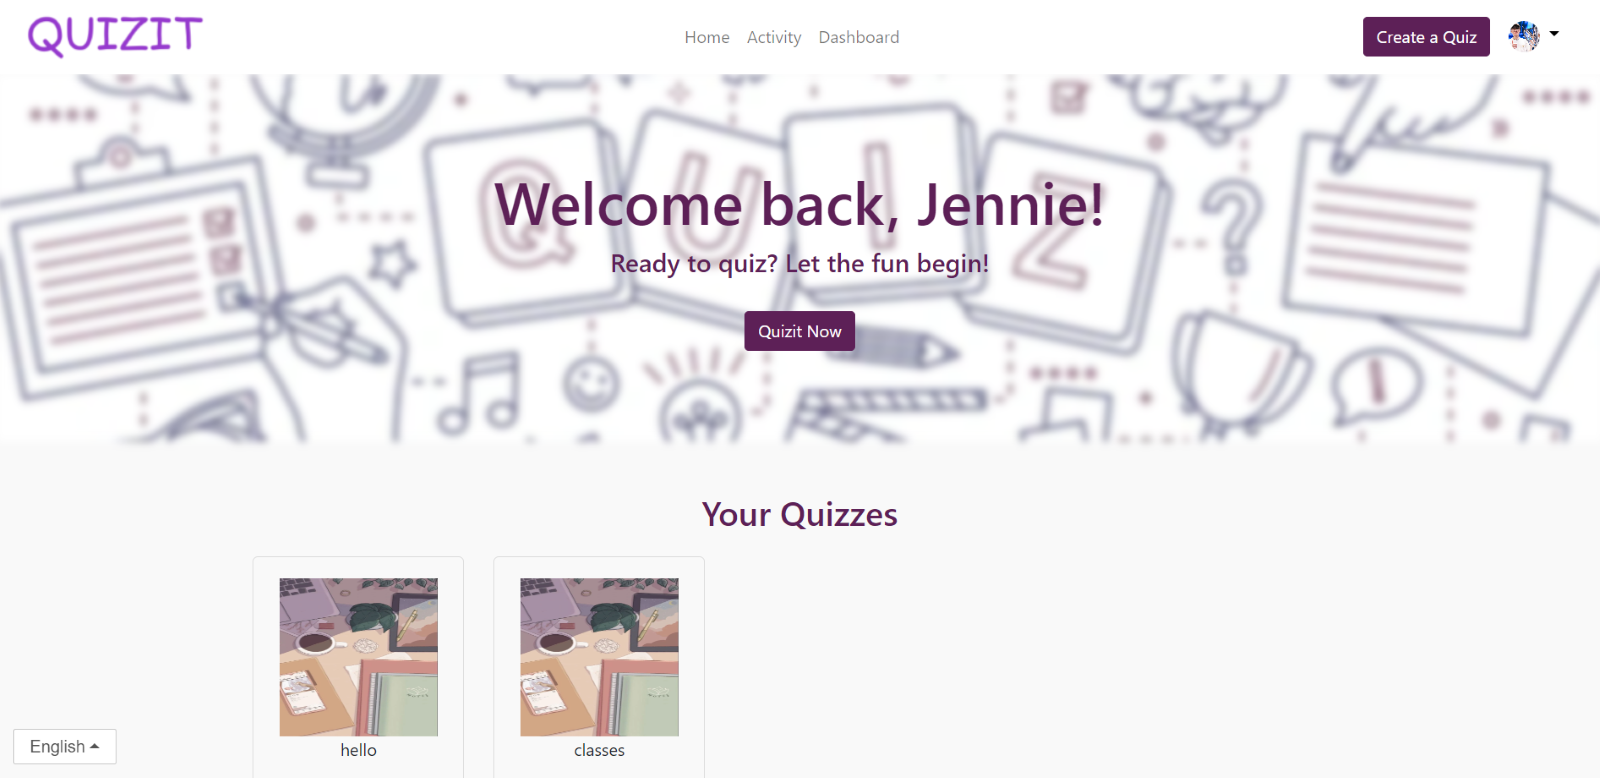 QUIZIT
Home Activity Dashboard
Create a Quiz
QUIZ
Welcome back, Jennie!
Ready to quiz? Let the fun begin!
Quizit Now
Your Quizzes
hello
classes
English